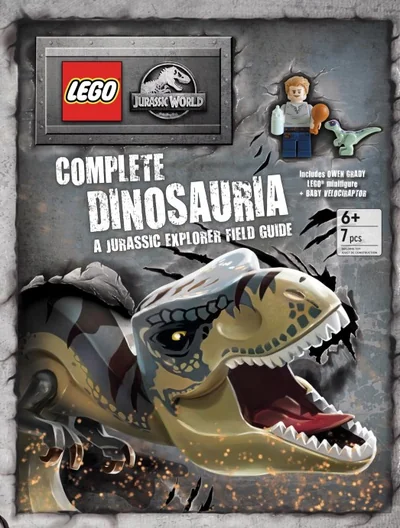 LEGO
JURASSIC WORLD
Includes OWEN GRADY
LEGO® minifigure
+ BABY VELOCIRAPTOR
COMPLETE
DINOSAURIA
A JURASSIC EXPLORER FIELD GUIDE
6+
7 pcs